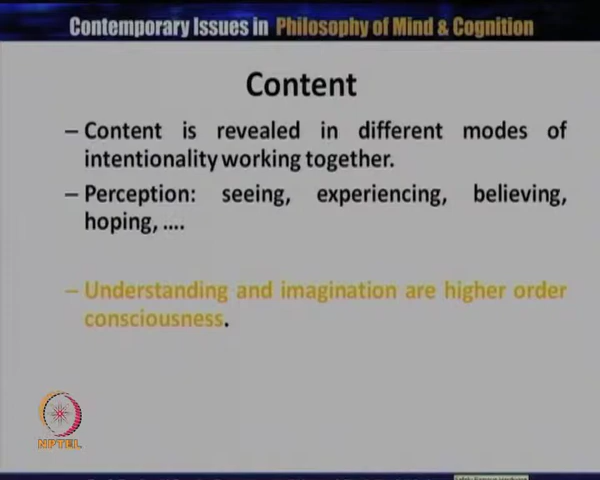 Contemporary Issues in Philosophy of Mind & Cognition
Content
– Content is revealed in different modes of
intentionality working together.
– Perception: seeing, experiencing, believing,
hoping, ....
– Understanding and imagination are higher order
consciousness.
NPTEL